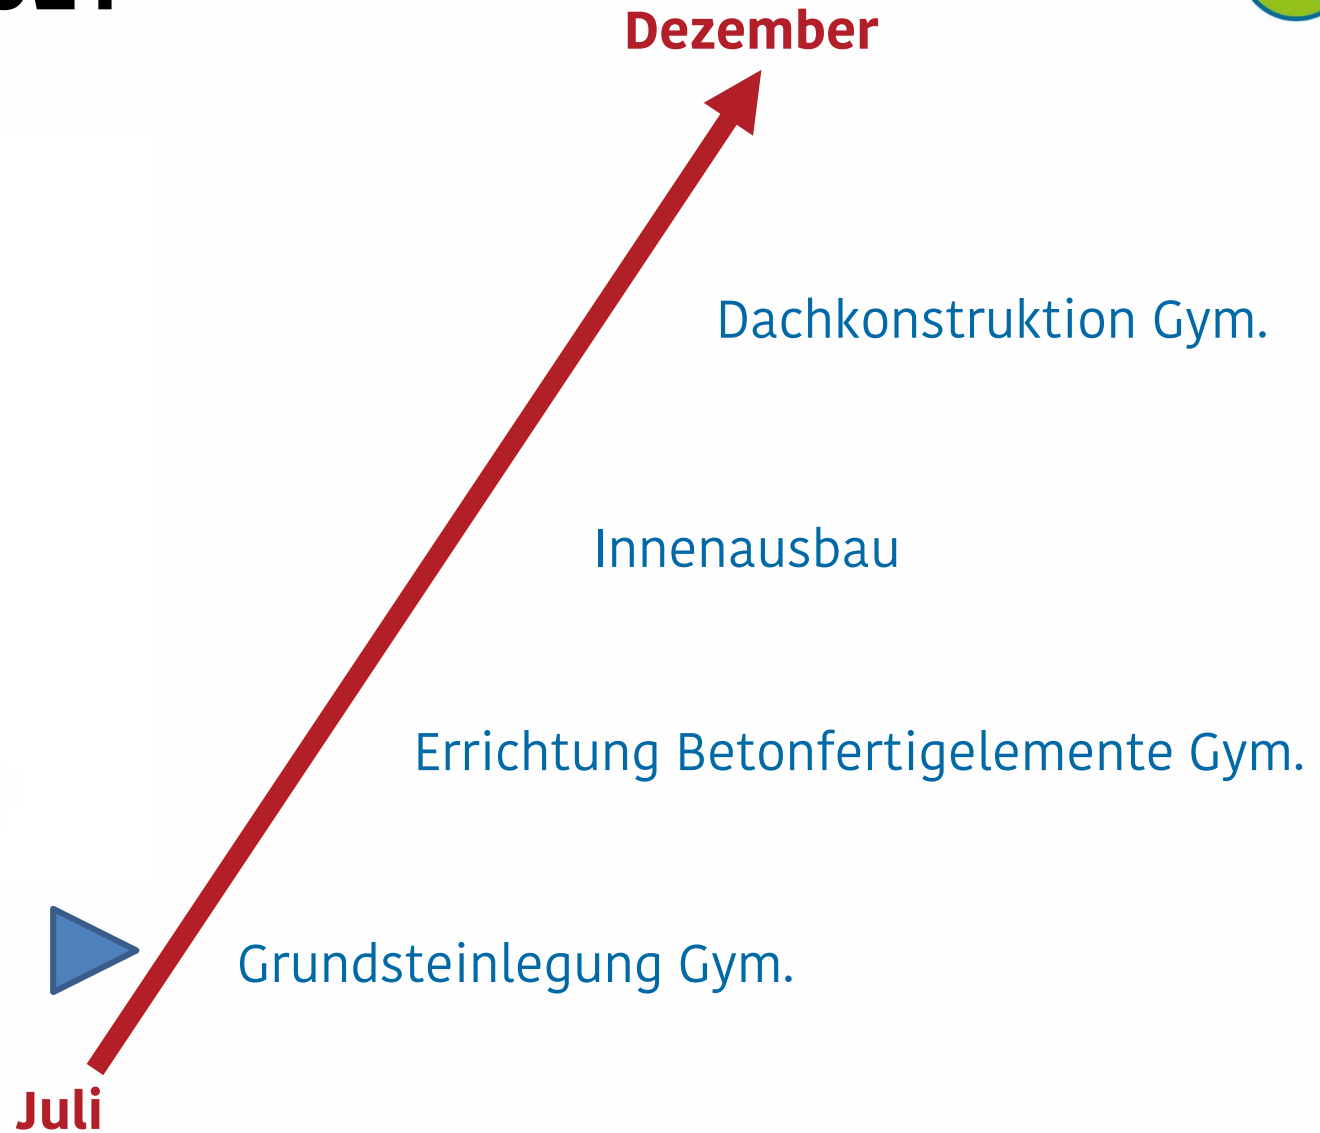 Dezember
Dachkonstruktion Gym.
Innenausbau
Errichtung Betonfertigelemente Gym.
Grundsteinlegung Gym.
Juli